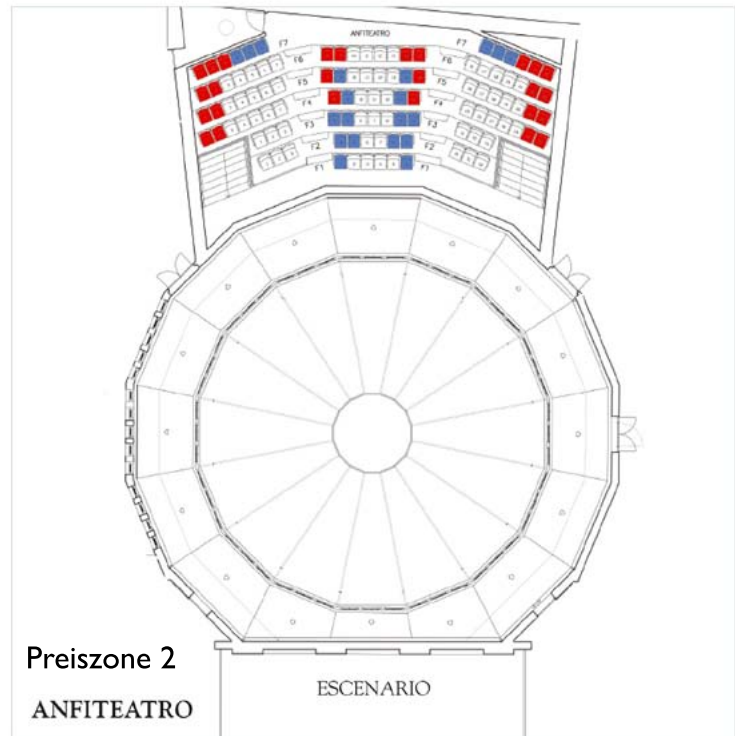 ANFITEATRO
F7 F7
F6 F6
F5 F5
F4 F4
F3 F3
F2 F2
F1 F1
Preiszone 2
ESCENARIO
ANFITEATRO